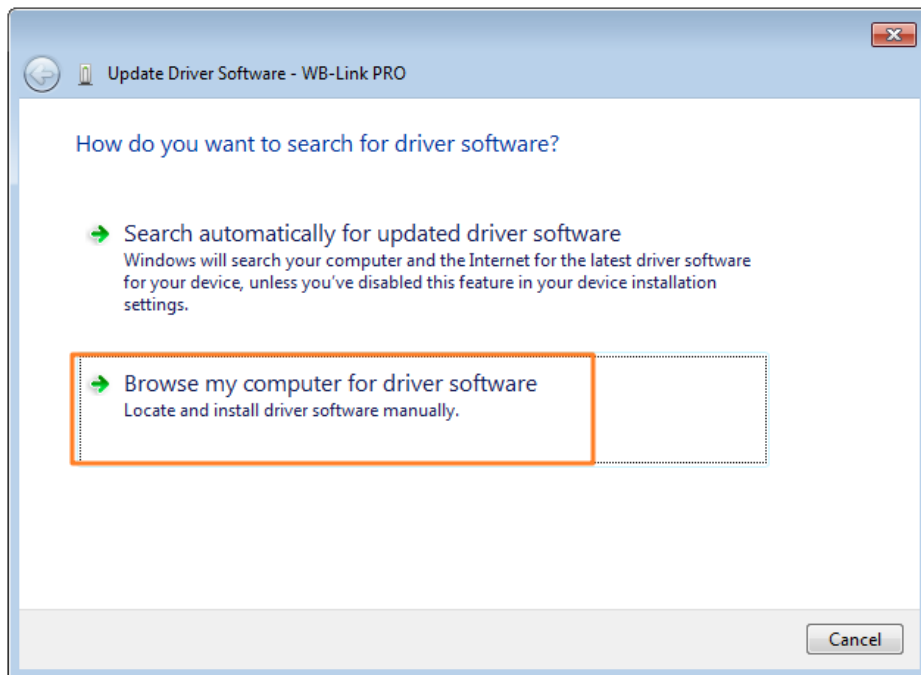 Update Driver Software - WB-Link PRO
How do you want to search for driver software?
Search automatically for updated driver software
Windows will search your computer and the Internet for the latest driver software
for your device, unless you've disabled this feature in your device installation
settings.
Browse my computer for driver software
Locate and install driver software manually.
Cancel